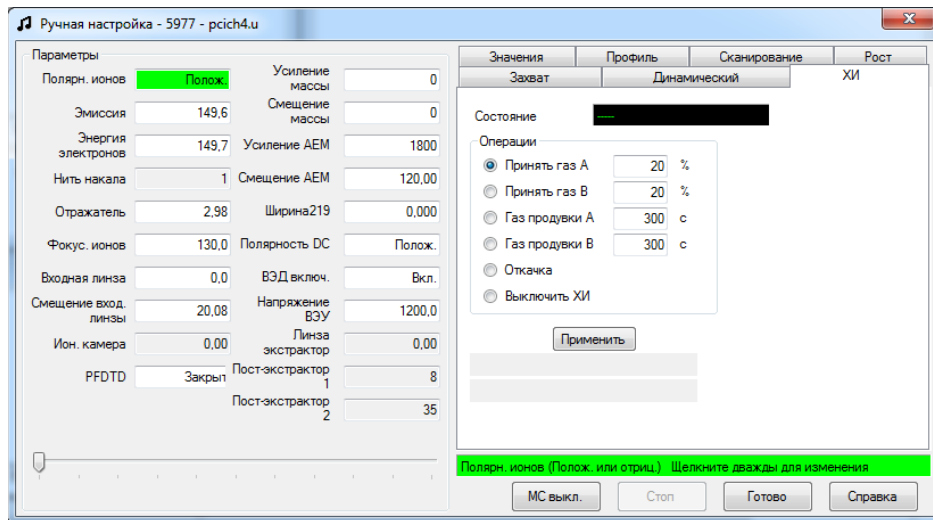 Ручная настройка - 5977 - pcich4.u
Параметры
Полярн. ионов Полож.
Усиление массы 0
Эмиссия 149,6
Смещение массы 0
Энергия электронов 149,7
Усиление АЕМ 1800
Нить накала 1
Смещение АЕМ 120,00
Отражатель 2,98
Ширина219 0,000
Фокус. ионов 130,0
Полярность DC Полож.
Входная линза 0,0
ВЭД включ. Вкл.
Смещение вход. линзы 20,08
Напряжение ВЭУ 1200,0
Ион. камера 0,00
Линза экстрактор 0,00
PFDTD Закрыт
Пост-экстрактор 1 8
Пост-экстрактор 2 35
Значения Профиль Сканирование Рост
Захват Динамический ХИ
Состояние -----
Операции
Принять газ A 20 %
Принять газ B 20 %
Газ продувки A 300 с
Газ продувки B 300 с
Откачка
Выключить ХИ
Применить
Полярн. ионов (Полож. или отриц.) Щелкните дважды для изменения
МС выкл. Стоп Готово Справка